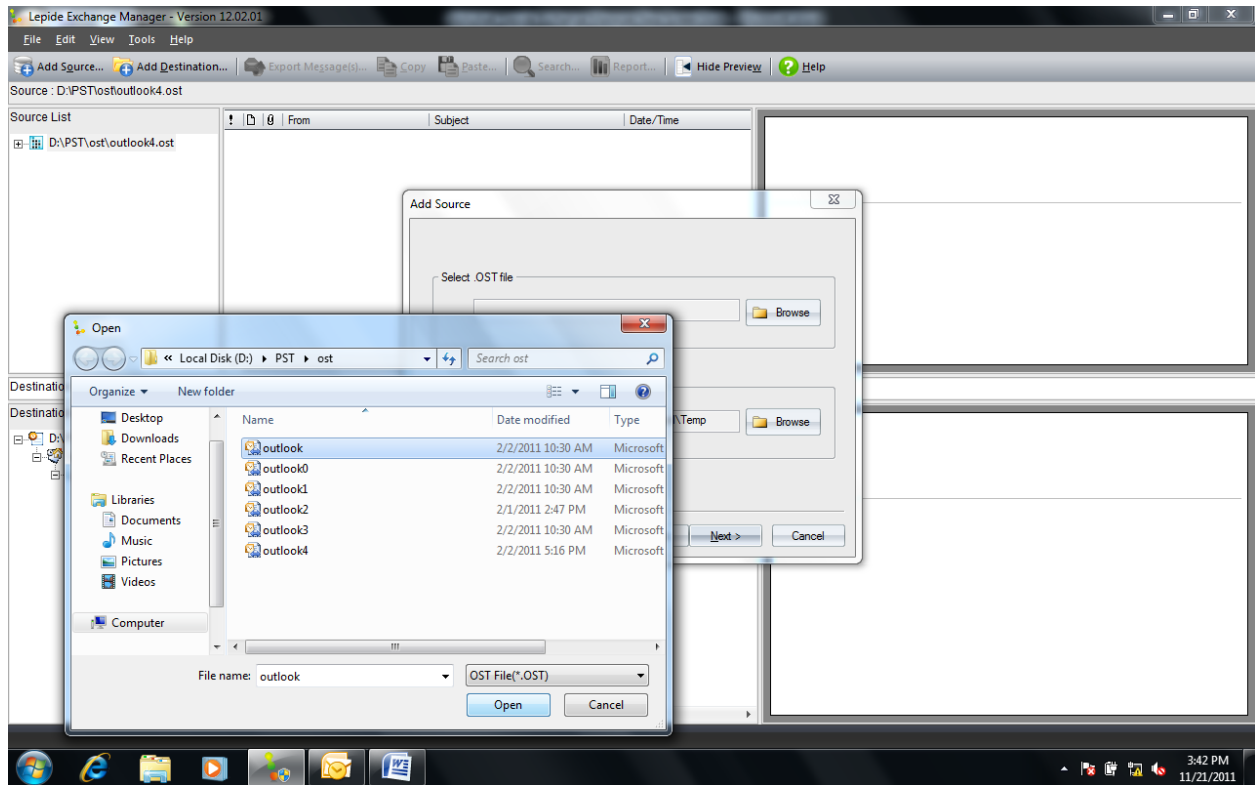 Lepide Exchange Manager - Version 12.02.01
File Edit View Tools Help
Add Source... Add Destination... Export Message(s)... Copy Paste... Search... Report... Hide Preview Help
Source : D:\PST\ost\outlook4.ost
Source List
! From Subject Date/Time
D:\PST\ost\outlook4.ost
Add Source
Select .OST file
Browse
\Temp
Browse
Next > Cancel
Open
« Local Disk (D:) PST ost
Search ost
Organize New folder
Desktop
Downloads
Recent Places
Libraries
Documents
Music
Pictures
Videos
Computer
Name Date modified Type
outlook 2/2/2011 10:30 AM Microsoft
outlook0 2/2/2011 10:30 AM Microsoft
outlook1 2/2/2011 10:30 AM Microsoft
outlook2 2/1/2011 2:47 PM Microsoft
outlook3 2/2/2011 10:30 AM Microsoft
outlook4 2/2/2011 5:16 PM Microsoft
File name: outlook
OST File(*.OST)
Open Cancel
Destinatio
Destinatio
D:\
3:42 PM
11/21/2011